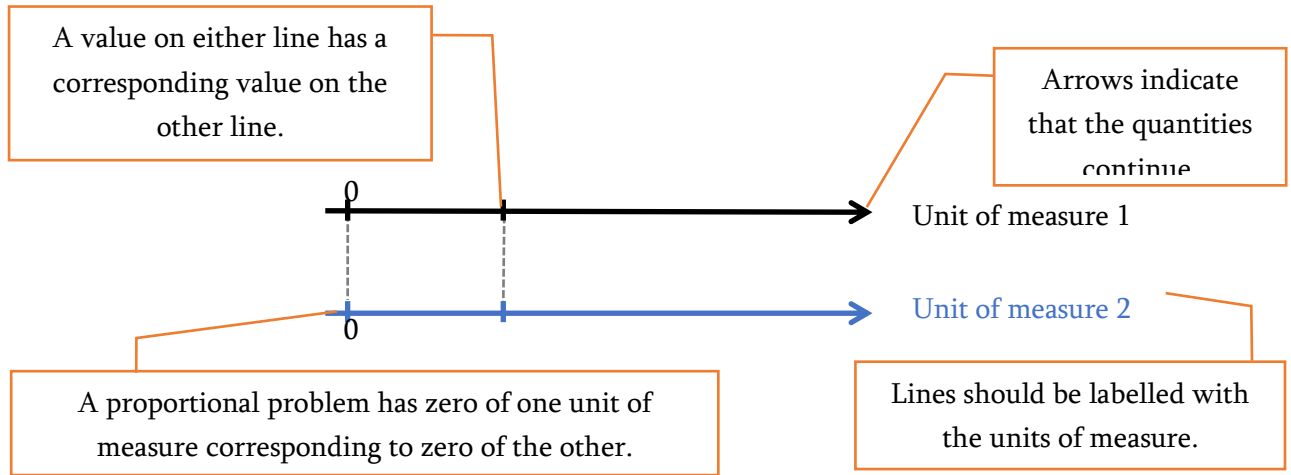 A value on either line has a
corresponding value on the
other line.
Arrows indicate
that the quantities
continue
0
Unit of measure 1
Unit of measure 2
0
A proportional problem has zero of one unit of
measure corresponding to zero of the other.
Lines should be labelled with
the units of measure.